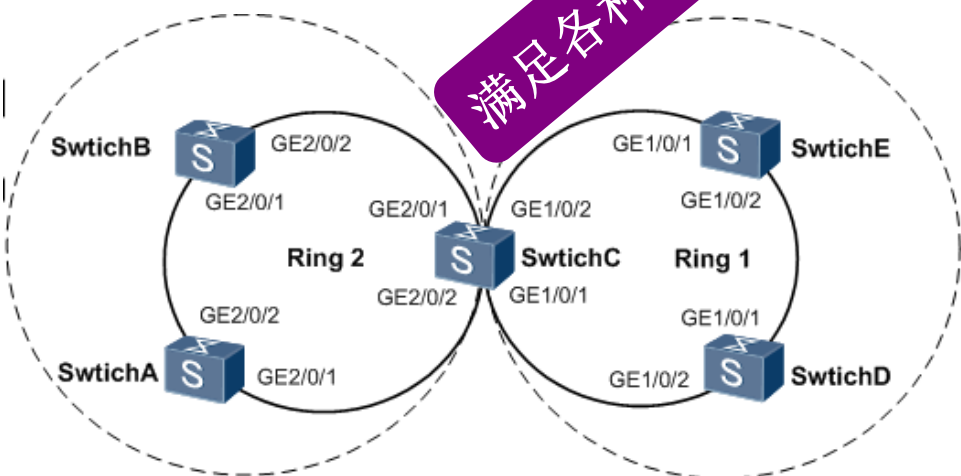 满足各种
SwtichB
GE2/0/2
GE2/0/1
GE1/0/1
SwtichE
GE1/0/2
GE2/0/1
GE1/0/2
Ring 2
SwtichC
Ring 1
GE2/0/2
GE1/0/1
GE2/0/2
GE1/0/1
SwtichA
GE2/0/1
GE1/0/2
SwtichD
S
S
S
S
S